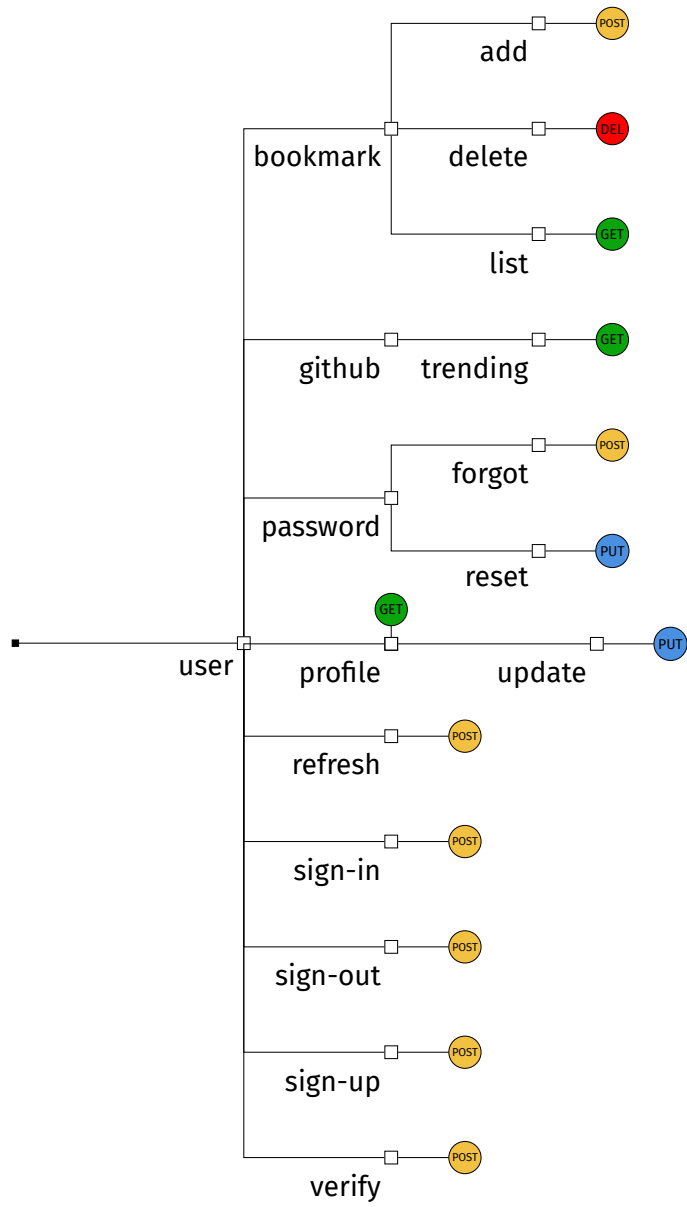 POST
add
DEL
bookmark
delete
GET
list
GET
github
trending
POST
forgot
password
PUT
reset
GET
PUT
user
profile
update
POST
refresh
POST
sign-in
POST
sign-out
POST
sign-up
POST
verify